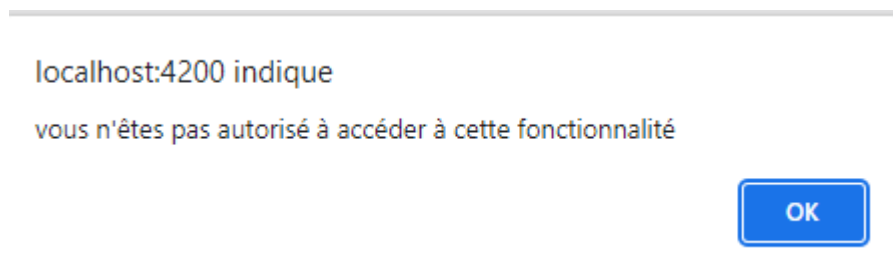 localhost:4200 indique
vous n'êtes pas autorisé à accéder à cette fonctionnalité
OK